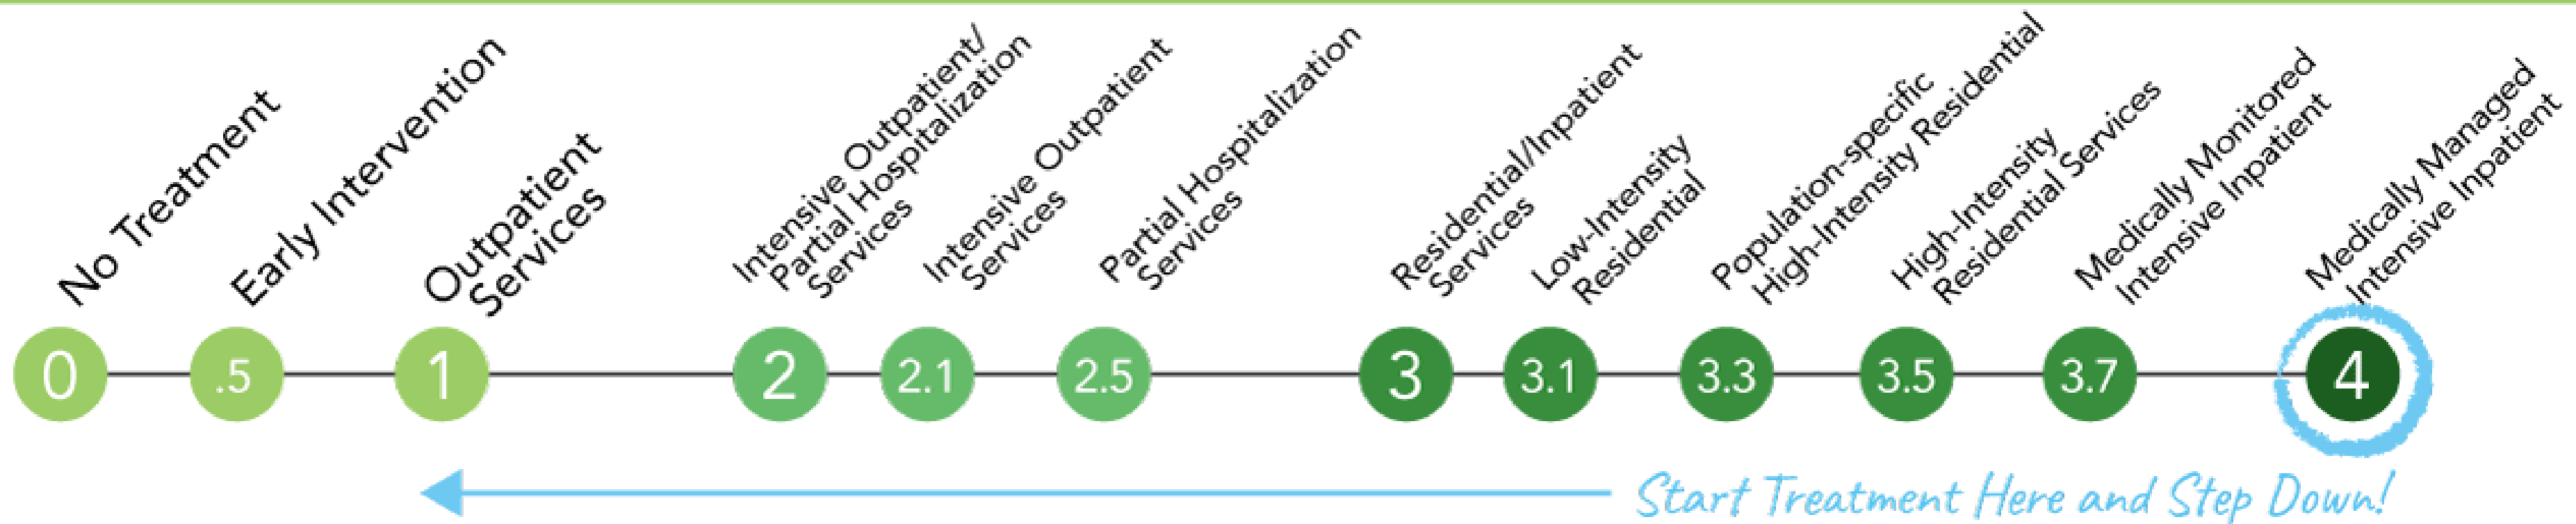 No Treatment
Early Intervention
Outpatient
Services
Intensive Outpatient/
Partial Hospitalization
Services
Intensive Outpatient
Services
Partial Hospitalization
Services
Residential/Inpatient
Services
Low-Intensity
Residential
Population-specific
High-Intensity Residential
High-Intensity
Residential Services
Medically Monitored
Intensive Inpatient
Medically Managed
Intensive Inpatient
0
.5
1
2
2.1
2.5
3
3.1
3.3
3.5
3.7
4
Start Treatment Here and Step Down!